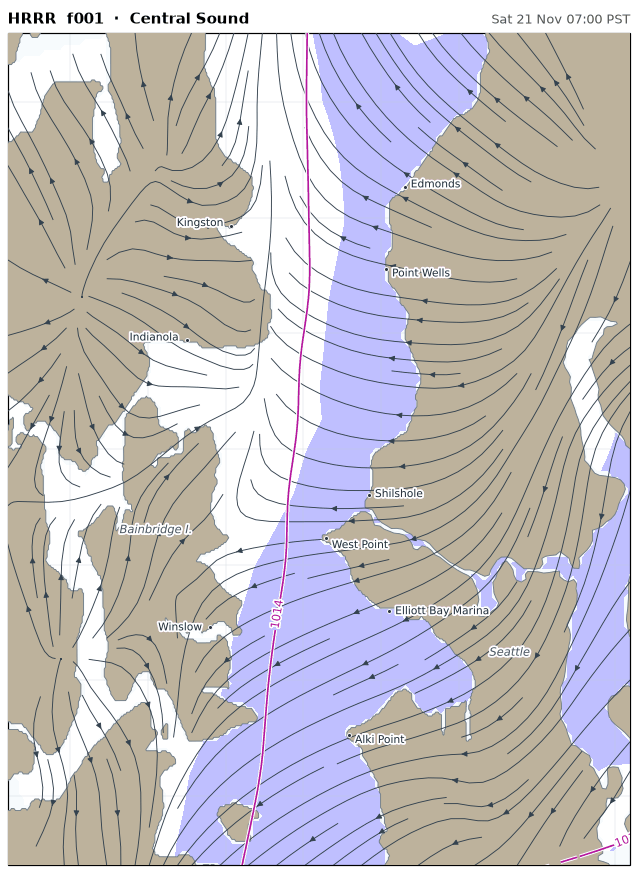 HRRR f001 · Central Sound
Sat 21 Nov 07:00 PST
Edmonds
Kingston
Point Wells
Indianola
Shilshole
Bainbridge I.
West Point
1014
Elliott Bay Marina
Winslow
Seattle
Alki Point
10